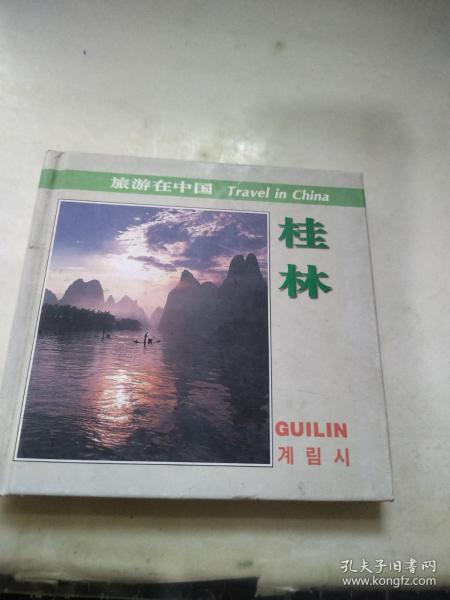 旅游在中国 Travel in China
桂
林
GUILIN
계림시
孔夫子旧书网
www.kongfz.com